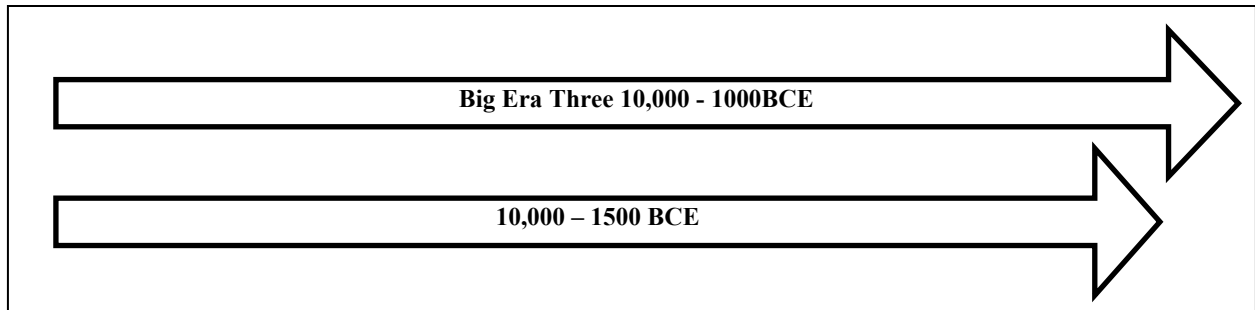 Big Era Three 10,000 - 1000BCE
10,000 – 1500 BCE